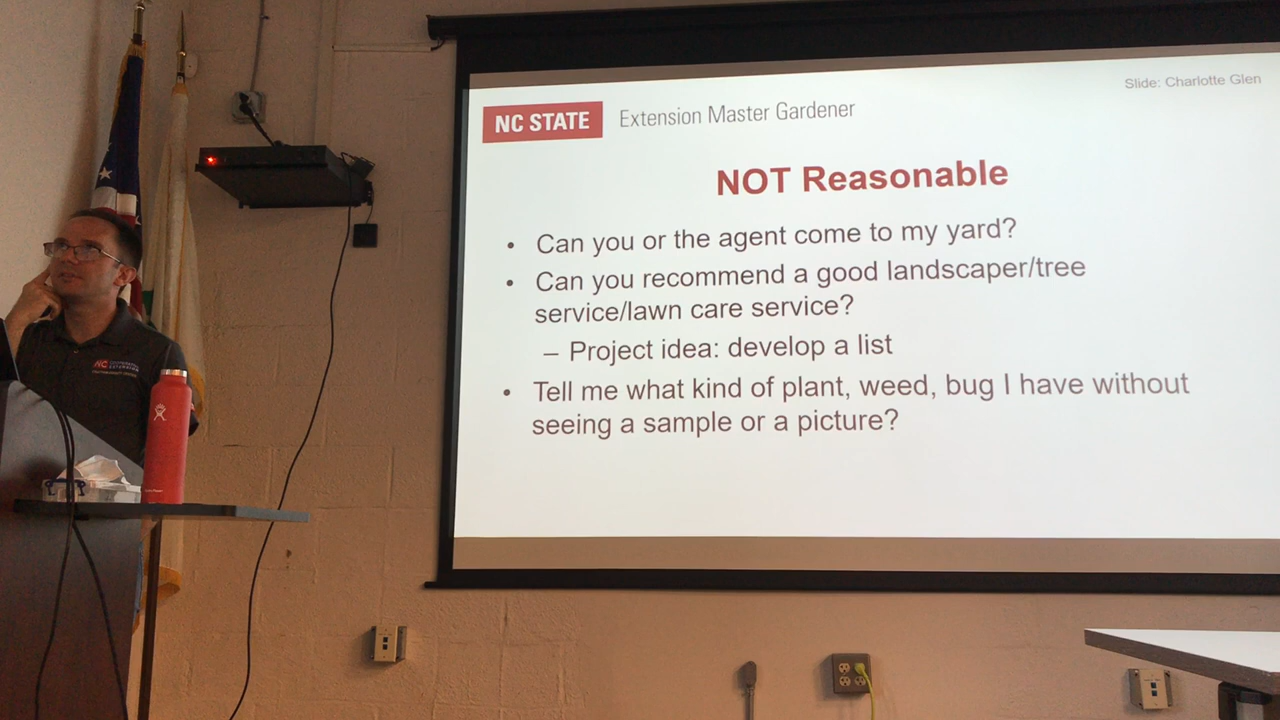 Slide: Charlotte Glen
NC STATE Extension Master Gardener
NOT Reasonable
• Can you or the agent come to my yard?
• Can you recommend a good landscaper/tree
service/lawn care service?
– Project idea: develop a list
• Tell me what kind of plant, weed, bug I have without
seeing a sample or a picture?
NC
EXTENSION